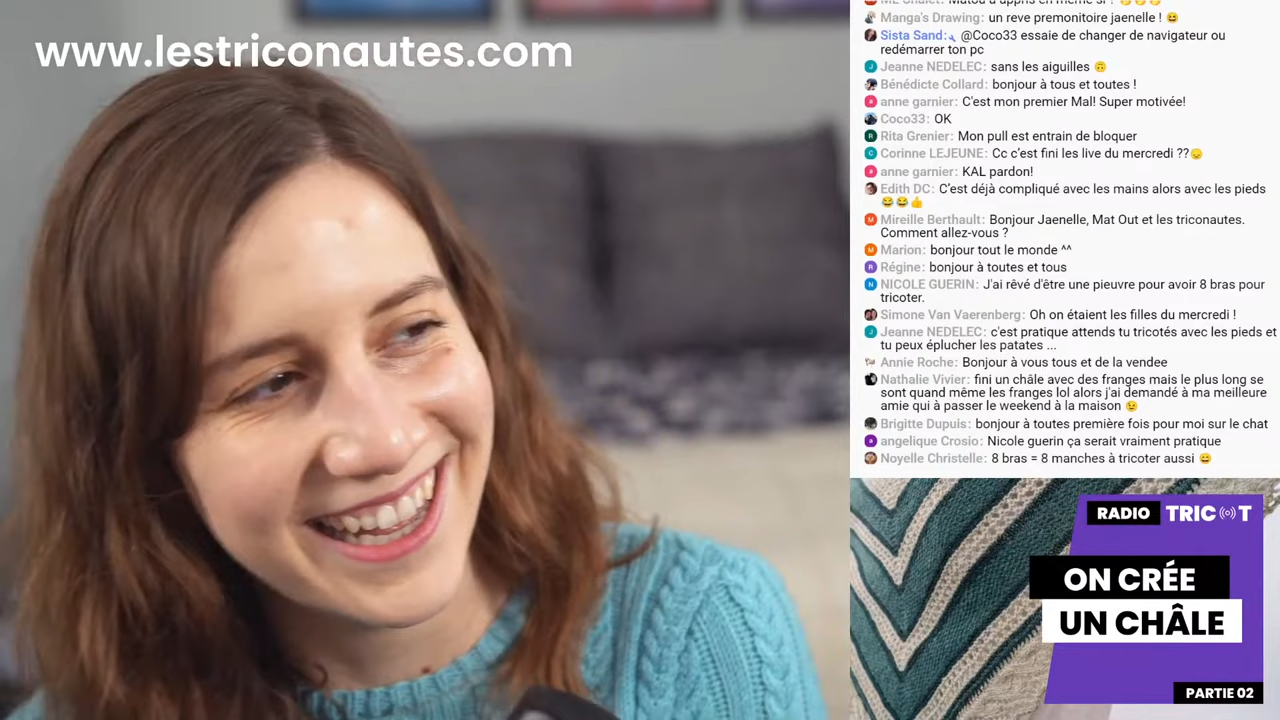 www.lestriconautes.com
Manga's Drawing: un reve premonitoire jaenelle ! 😆
Sista Sand: @Coco33 essaie de changer de navigateur ou
redémarrer ton pc
Jeanne NEDELEC: sans les aiguilles 🙃
Bénédicte Collard: bonjour à tous et toutes !
anne garnier: C'est mon premier Mal! Super motivée!
Coco33: OK
Rita Grenier: Mon pull est entrain de bloquer
Corinne LEJEUNE: Cc c’est fini les live du mercredi ??😞
anne garnier: KAL pardon!
Edith DC: C’est déjà compliqué avec les mains alors avec les pieds
😂😂👍
Mireille Berthault: Bonjour Jaenelle, Mat Out et les triconautes.
Comment allez-vous ?
Marion: bonjour tout le monde ^^
Régine: bonjour à toutes et tous
NICOLE GUERIN: J'ai rêvé d'être une pieuvre pour avoir 8 bras pour
tricoter.
Simone Van Vaerenberg: Oh on étaient les filles du mercredi !
Jeanne NEDELEC: c'est pratique attends tu tricotés avec les pieds et
tu peux éplucher les patates ...
Annie Roche: Bonjour à vous tous et de la vendee
Nathalie Vivier: fini un châle avec des franges mais le plus long se
sont quand même les franges lol alors j'ai demandé à ma meilleure
amie qui à passer le weekend à la maison 😉
Brigitte Dupuis: bonjour à toutes première fois pour moi sur le chat
angelique Crosio: Nicole guerin ça serait vraiment pratique
Noyelle Christelle: 8 bras = 8 manches à tricoter aussi 😄
RADIO TRICOT
ON CRÉE
UN CHÂLE
PARTIE 02